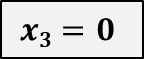 x₃ = 0